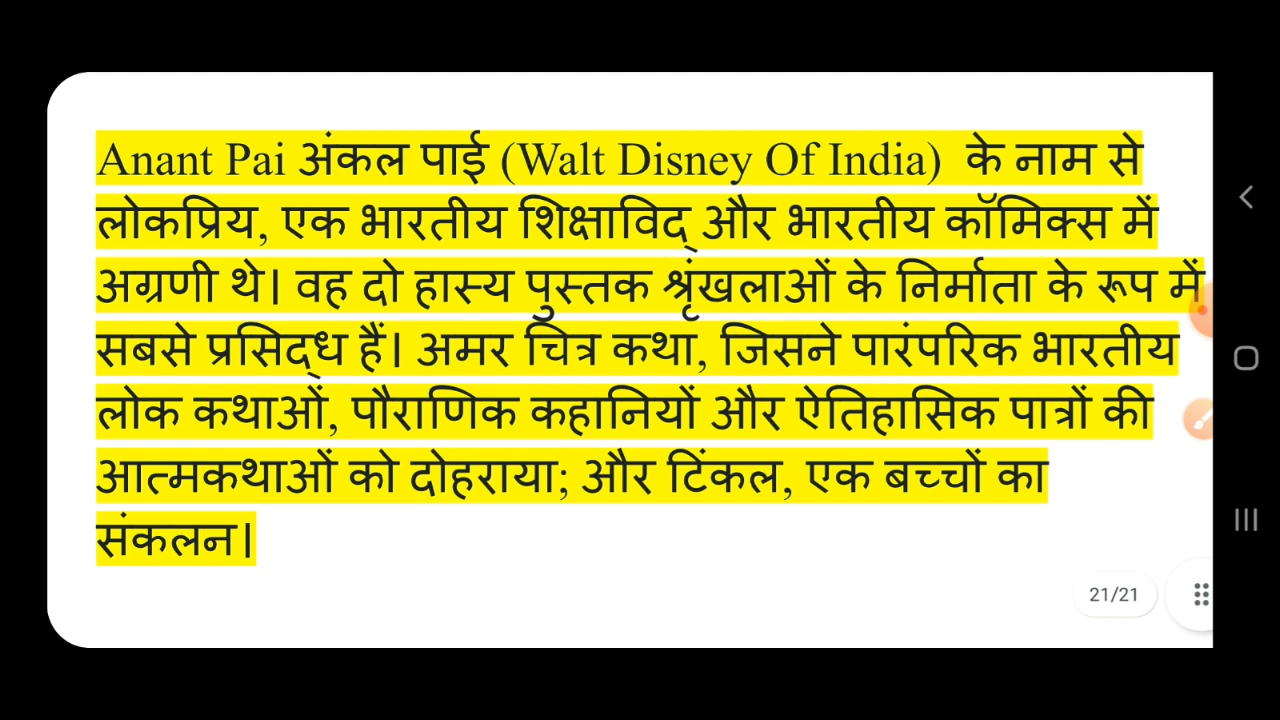 Anant Pai अंकल पाई (Walt Disney Of India) के नाम से
लोकप्रिय, एक भारतीय शिक्षाविद् और भारतीय कॉमिक्स में
अग्रणी थे। वह दो हास्य पुस्तक श्रृंखलाओं के निर्माता के रूप में
सबसे प्रसिद्ध हैं। अमर चित्र कथा, जिसने पारंपरिक भारतीय
लोक कथाओं, पौराणिक कहानियों और ऐतिहासिक पात्रों की
आत्मकथाओं को दोहराया; और टिंकल, एक बच्चों का
संकलन।
21/21